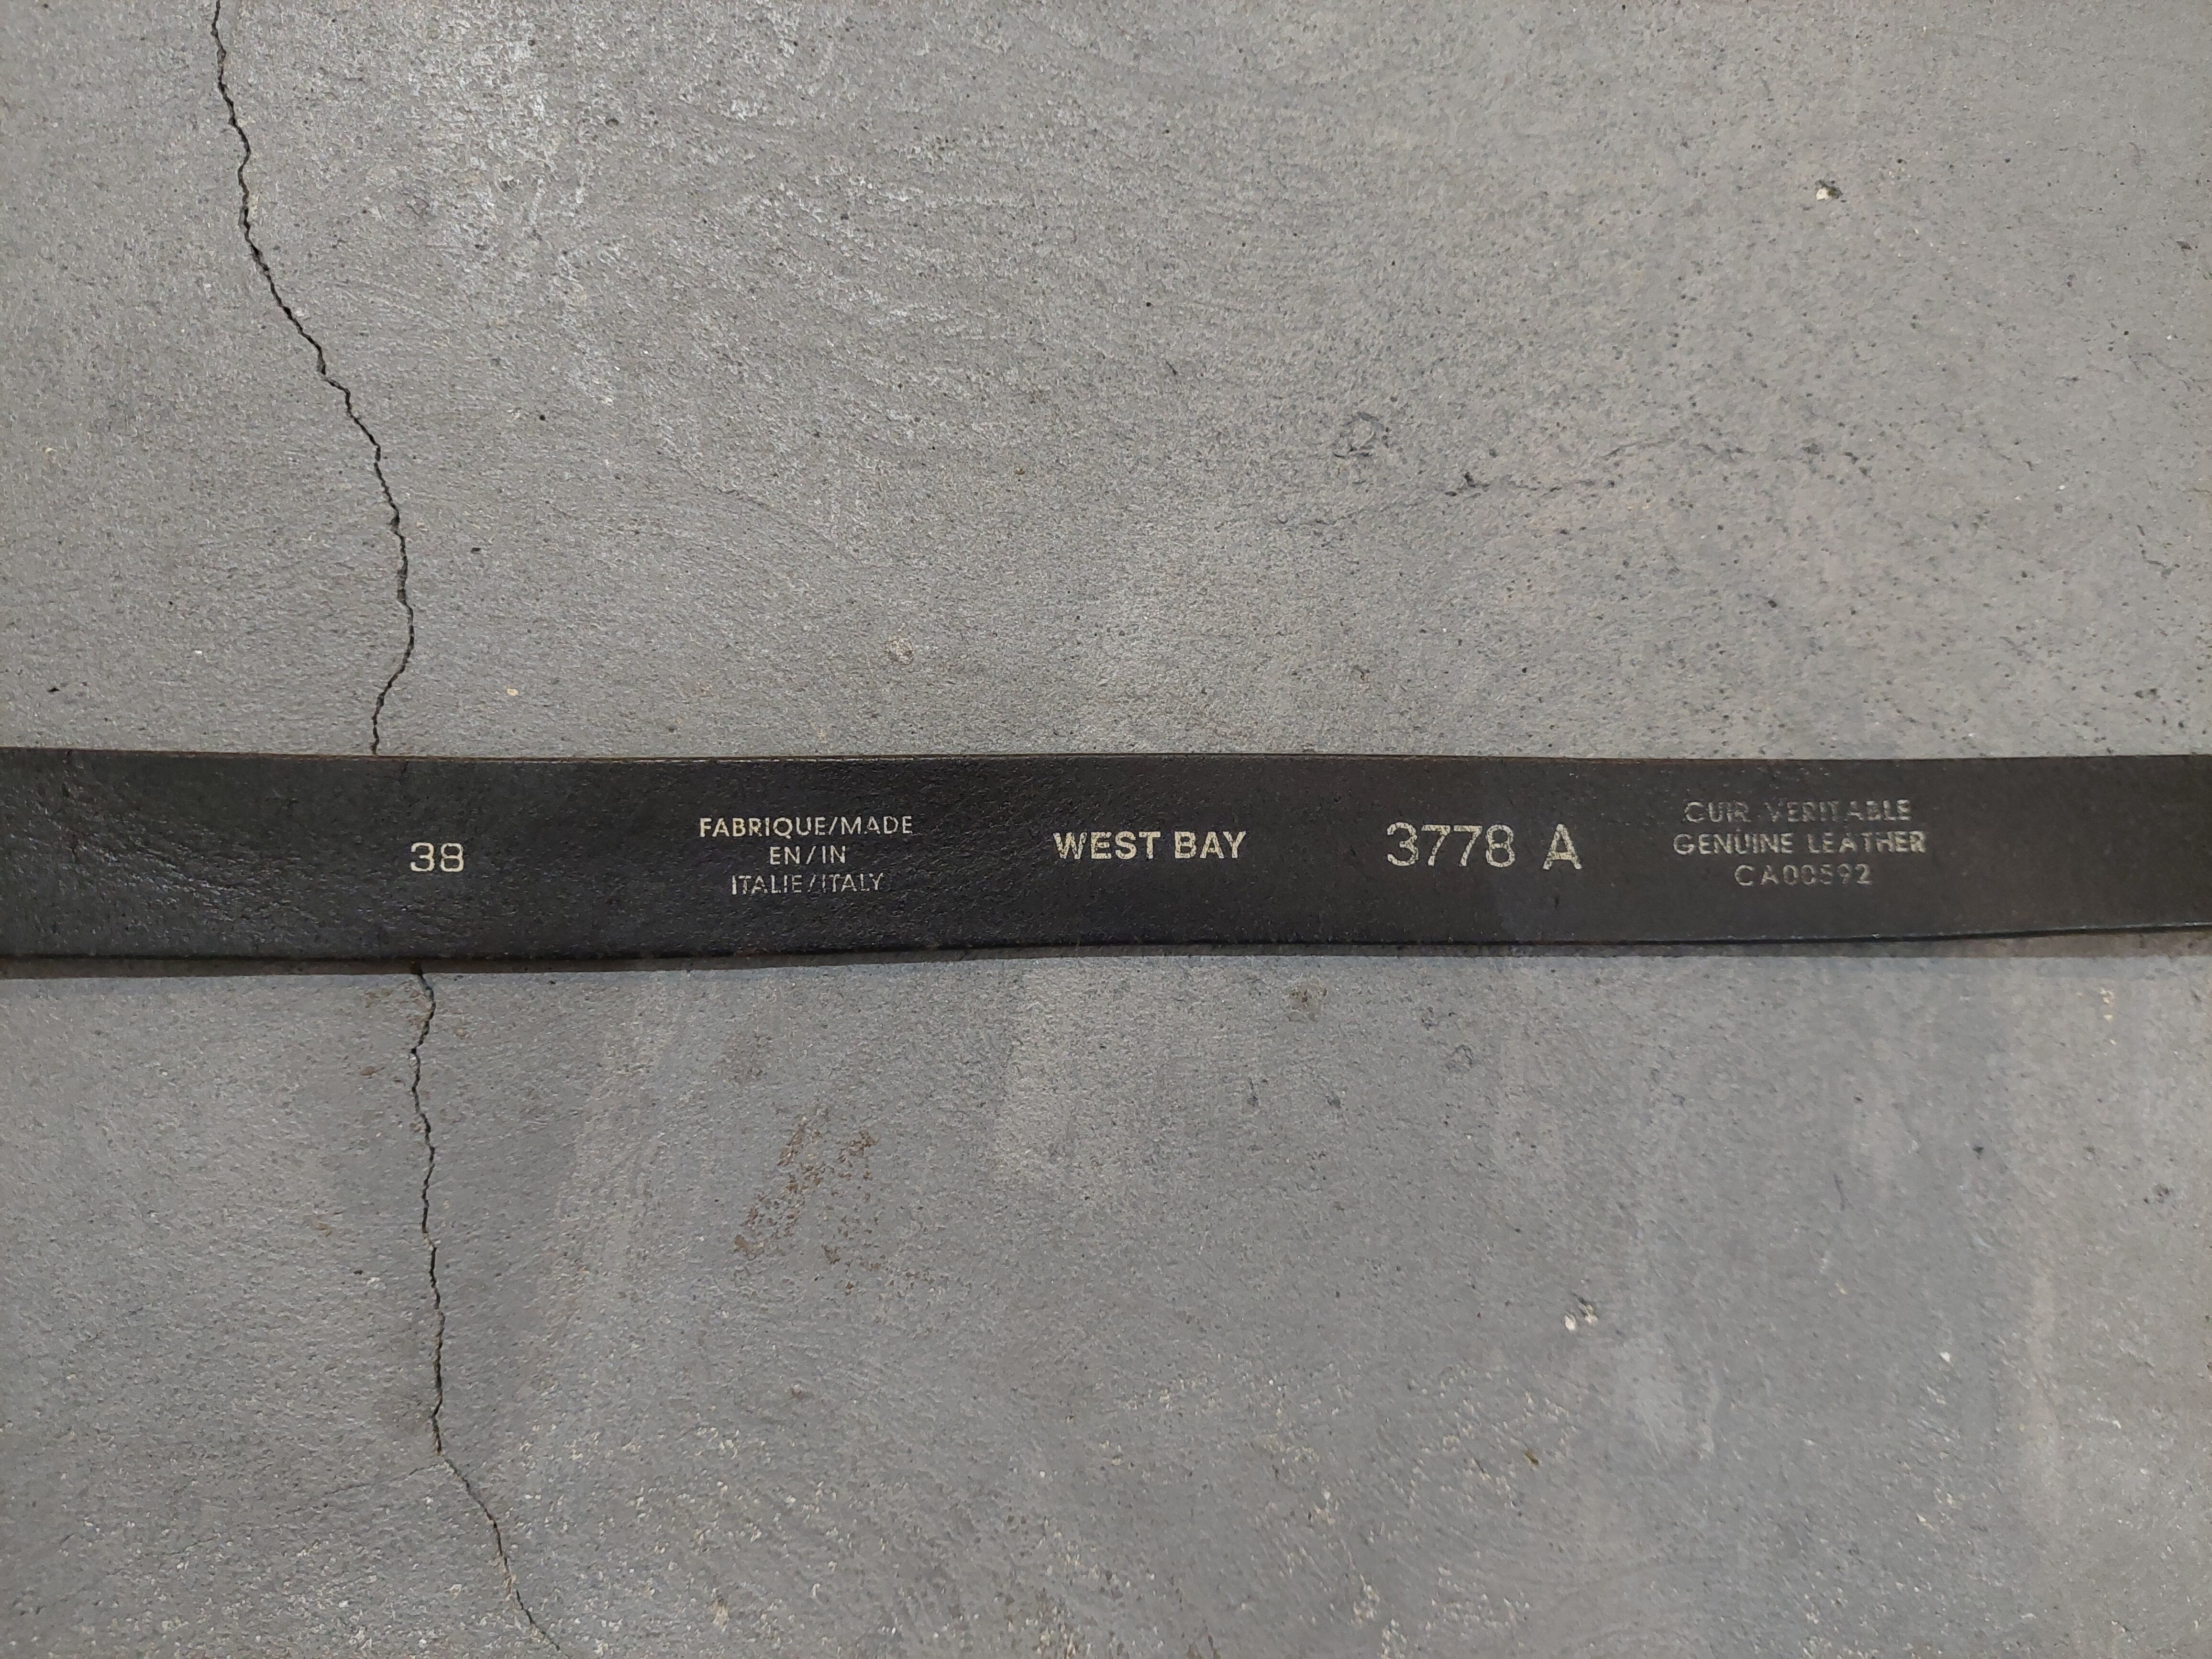 38
FABRIQUE/MADE
EN/IN
ITALIE/ITALY
WEST BAY
3778 A
CUIR VERITABLE
GENUINE LEATHER
CA00592